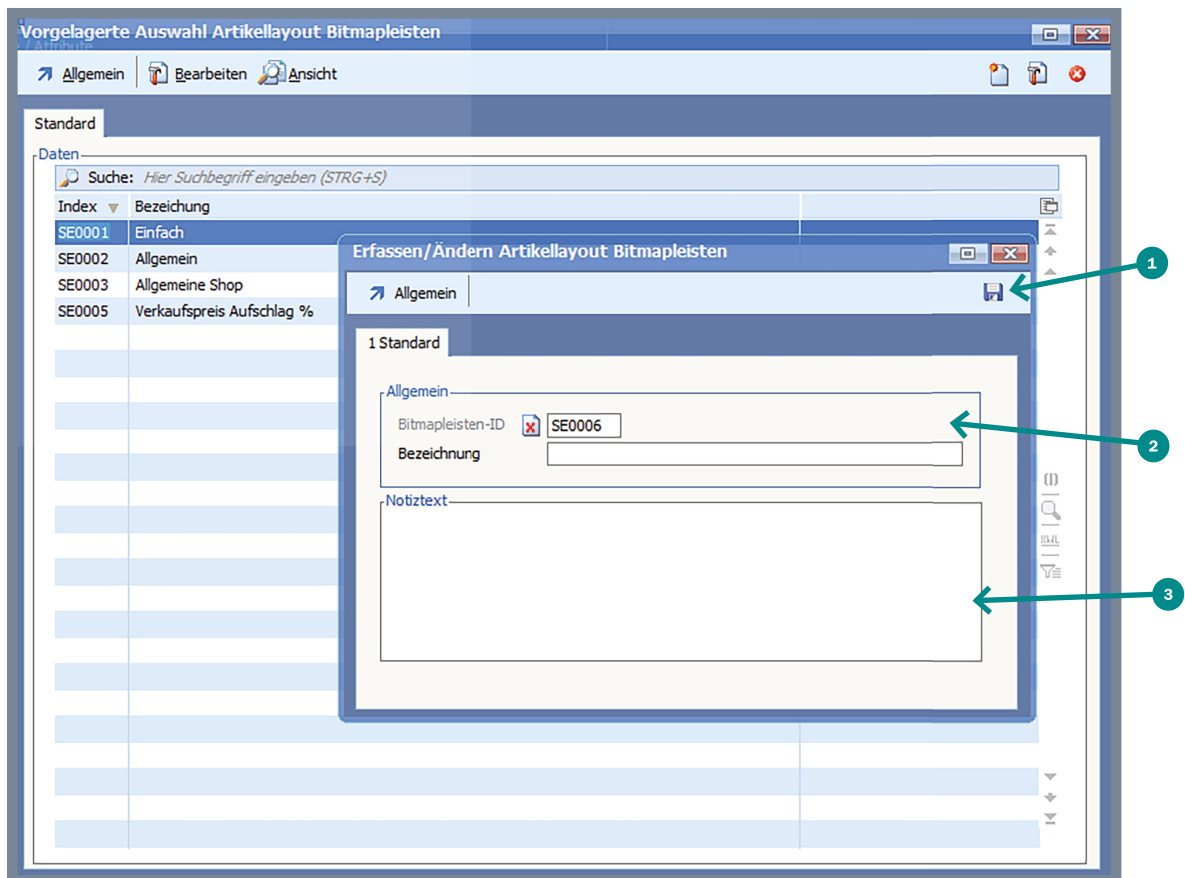 Vorgelagerte Auswahl Artikellayout Bitmapleisten
/ Attribute
Allgemein Bearbeiten Ansicht
Standard
Daten
Suche: Hier Suchbegriff eingeben (STRG+S)
Index Bezeichung
SE0001 Einfach
SE0002 Allgemein
SE0003 Allgemeine Shop
SE0005 Verkaufspreis Aufschlag %
Erfassen/Ändern Artikellayout Bitmapleisten
1
Allgemein
1 Standard
Allgemein
Bitmapleisten-ID SE0006
2
Bezeichnung
Notiztext
XML
3